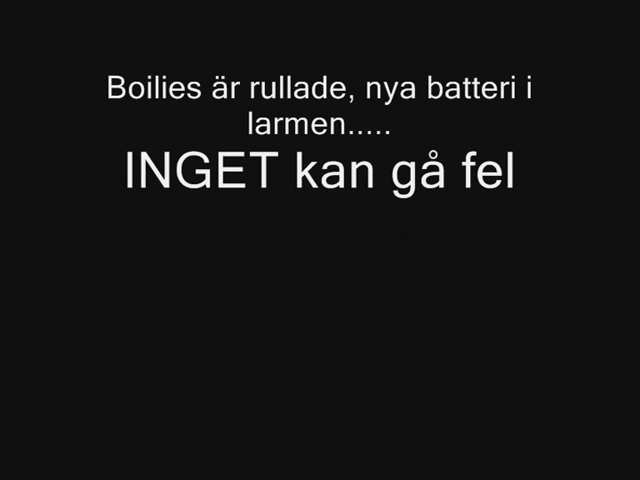 Boilies är rullade, nya batteri i
larmen.....
INGET kan gå fel